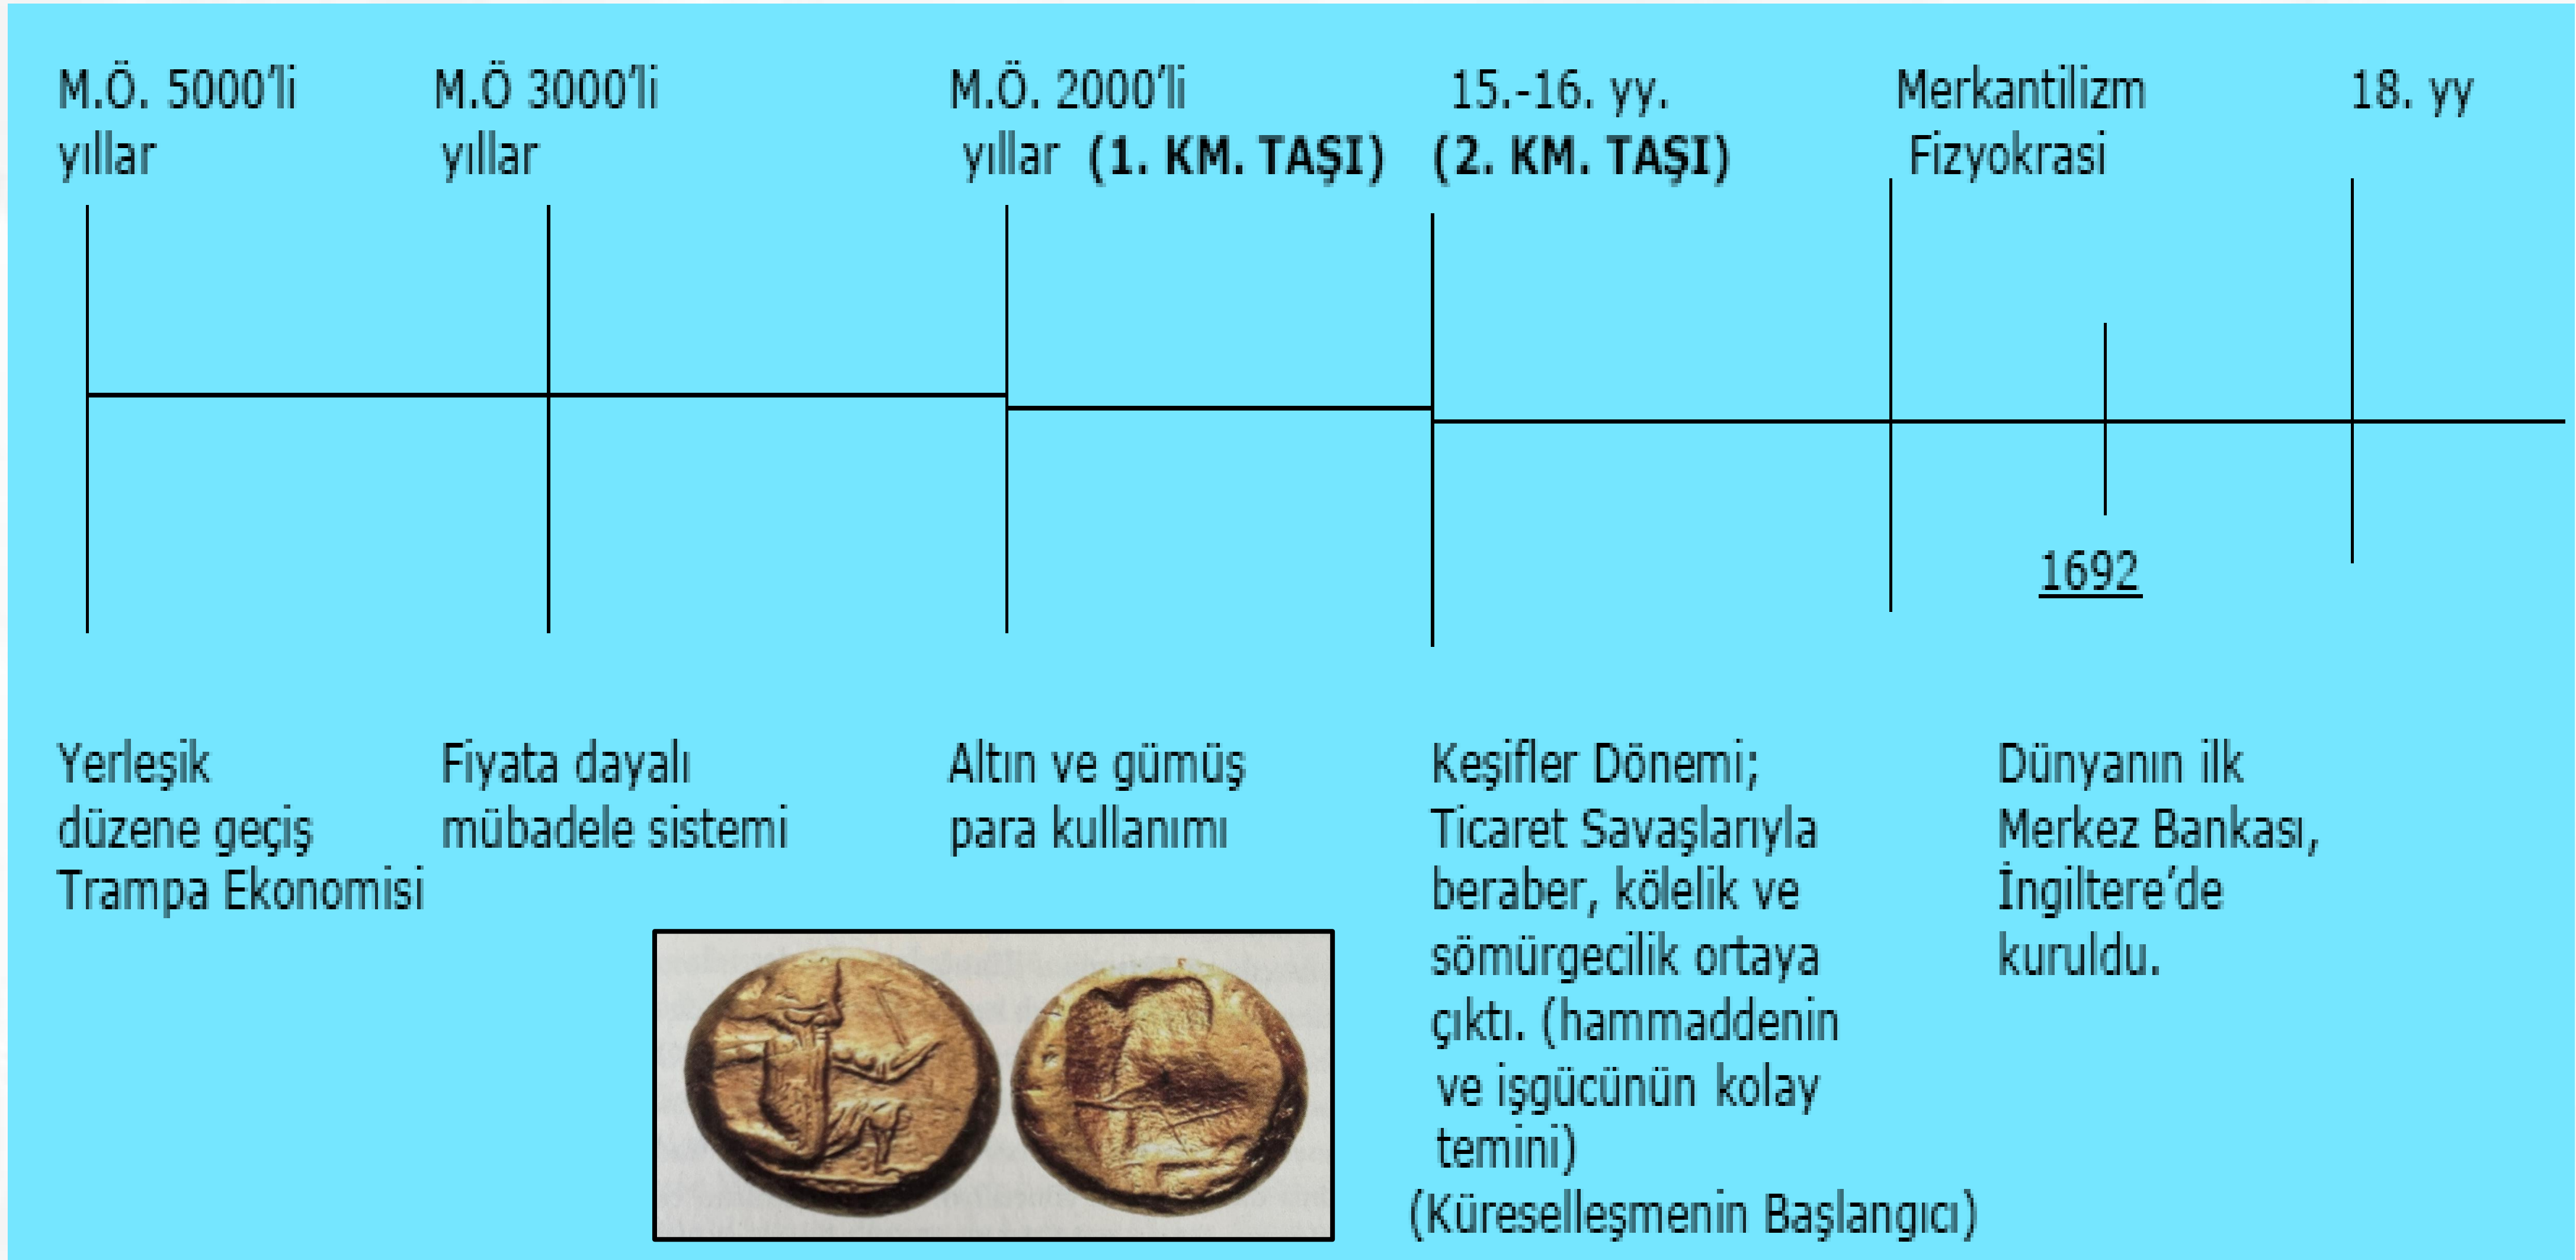 M.Ö. 5000'li
yıllar
M.Ö 3000'li
yıllar
M.Ö. 2000'li
yıllar (1. KM. TAŞI)
15.-16. yy.
(2. KM. TAŞI)
Merkantilizm
Fizyokrasi
18. yy
1692
Yerleşik
düzene geçiş
Trampa Ekonomisi
Fiyata dayalı
mübadele sistemi
Altın ve gümüş
para kullanımı
Keşifler Dönemi;
Ticaret Savaşlarıyla
beraber, kölelik ve
sömürgecilik ortaya
çıktı. (hammaddenin
ve işgücünün kolay
temini)
(Küreselleşmenin Başlangıcı)
Dünyanın ilk
Merkez Bankası,
İngiltere'de
kuruldu.